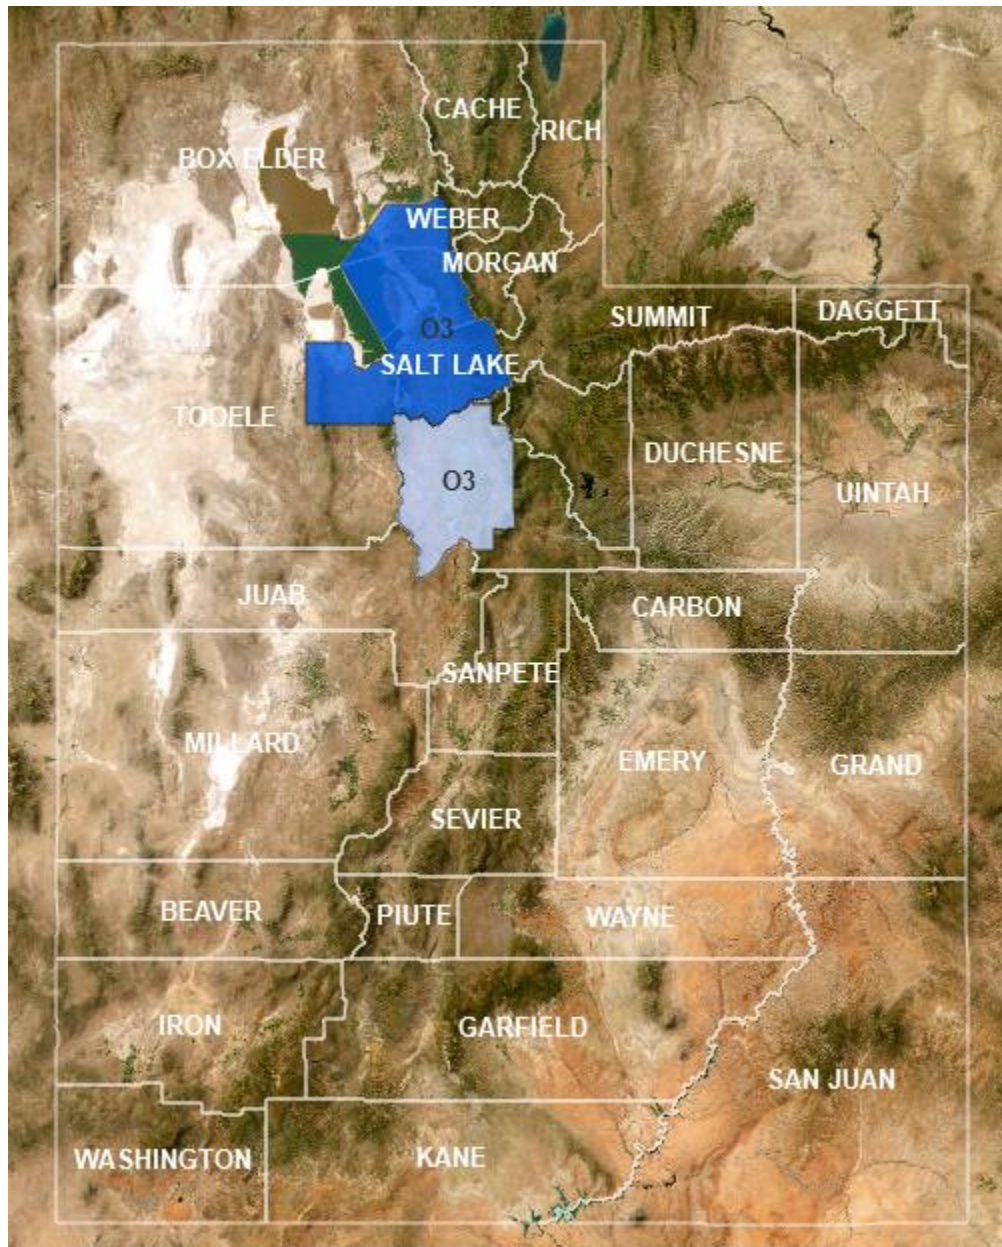 CACHE
RICH
BOX ELDER
WEBER
MORGAN
SUMMIT
DAGGETT
O3
SALT LAKE
TOOELE
DUCHESNE
O3
UINTAH
JUAB
CARBON
SANPETE
MILLARD
EMERY
GRAND
SEVIER
BEAVER
PIUTE
WAYNE
IRON
GARFIELD
SAN JUAN
WASHINGTON
KANE